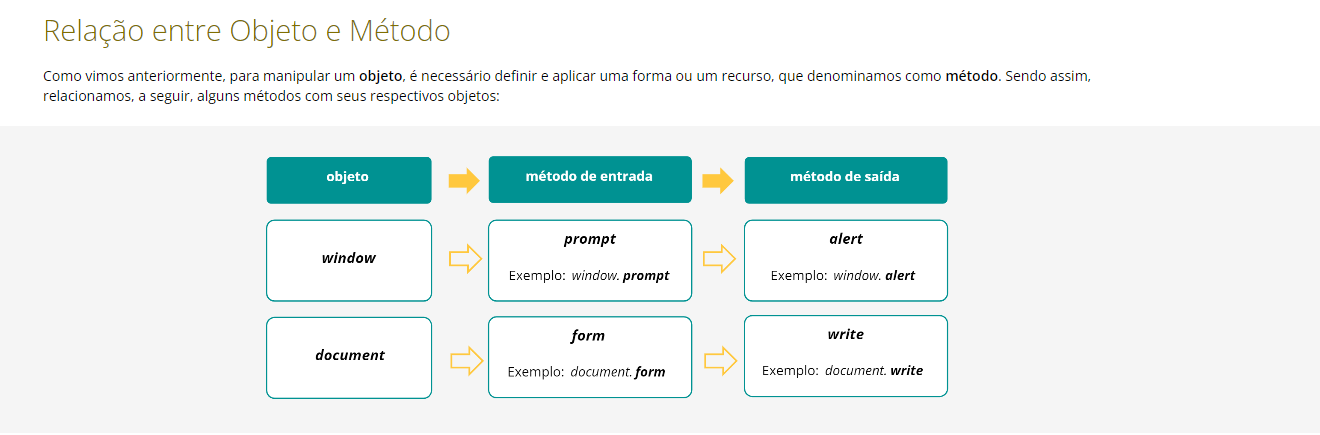 Relação entre Objeto e Método
Como vimos anteriormente, para manipular um objeto, é necessário definir e aplicar uma forma ou um recurso, que denominamos como método. Sendo assim,
relacionamos, a seguir, alguns métodos com seus respectivos objetos:
objeto
método de entrada
método de saída
window
prompt
Exemplo: window. prompt
alert
Exemplo: window. alert
document
form
Exemplo: document. form
write
Exemplo: document. write